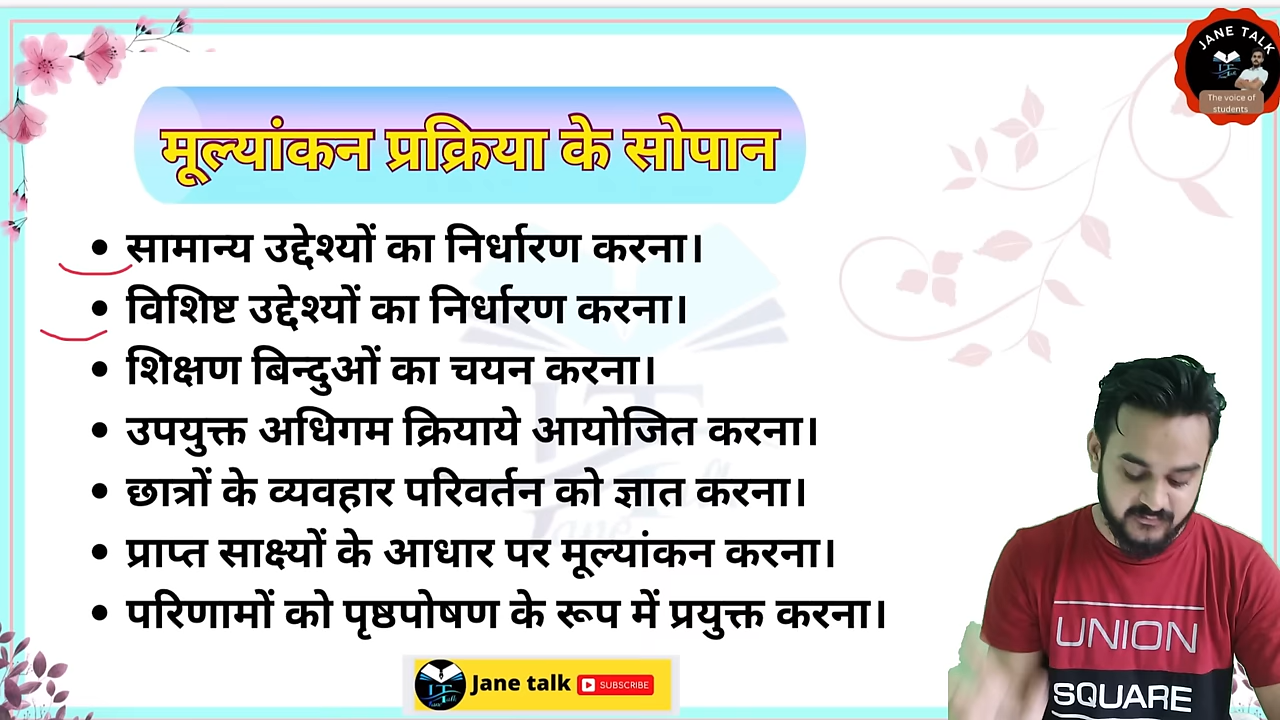 JANE TALK
The voice of
students
मूल्यांकन प्रक्रिया के सोपान
• सामान्य उद्देश्यों का निर्धारण करना।
• विशिष्ट उद्देश्यों का निर्धारण करना।
• शिक्षण बिन्दुओं का चयन करना।
• उपयुक्त अधिगम क्रियाये आयोजित करना।
• छात्रों के व्यवहार परिवर्तन को ज्ञात करना।
• प्राप्त साक्ष्यों के आधार पर मूल्यांकन करना।
• परिणामों को पृष्ठपोषण के रूप में प्रयुक्त करना।
UNION
SQUARE
Jane talk SUBSCRIBE